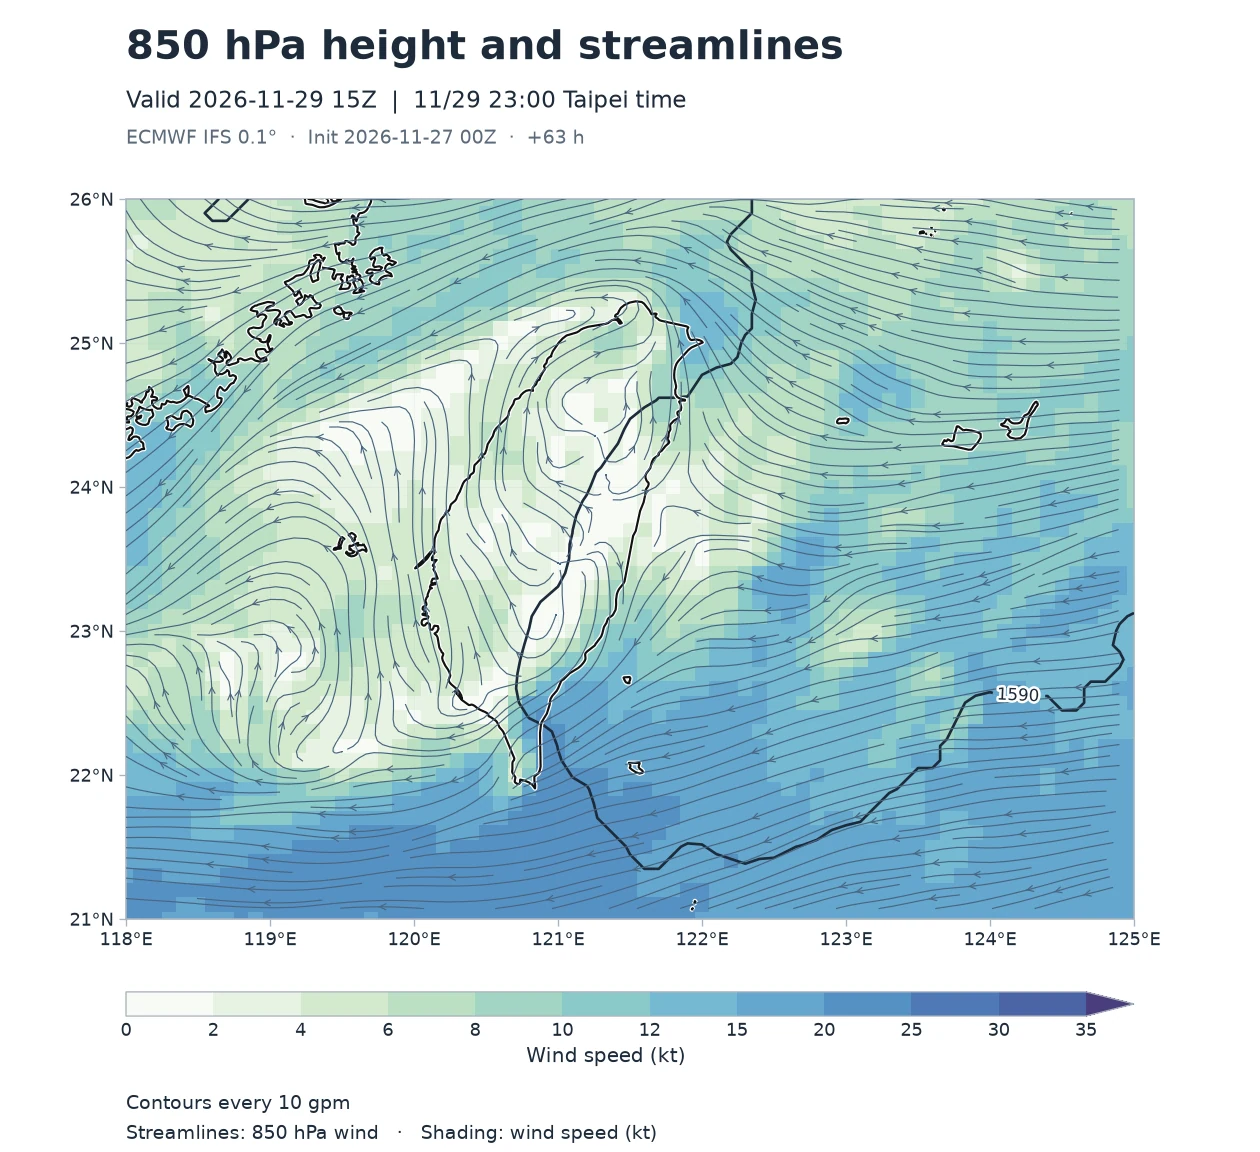 850 hPa height and streamlines
Valid 2026-11-29 15Z | 11/29 23:00 Taipei time
ECMWF IFS 0.1° · Init 2026-11-27 00Z · +63 h
26°N
25°N
24°N
23°N
1590
22°N
21°N
118°E 119°E 120°E 121°E 122°E 123°E 124°E 125°E
0 2 4 6 8 10 12 15 20 25 30 35
Wind speed (kt)
Contours every 10 gpm
Streamlines: 850 hPa wind · Shading: wind speed (kt)